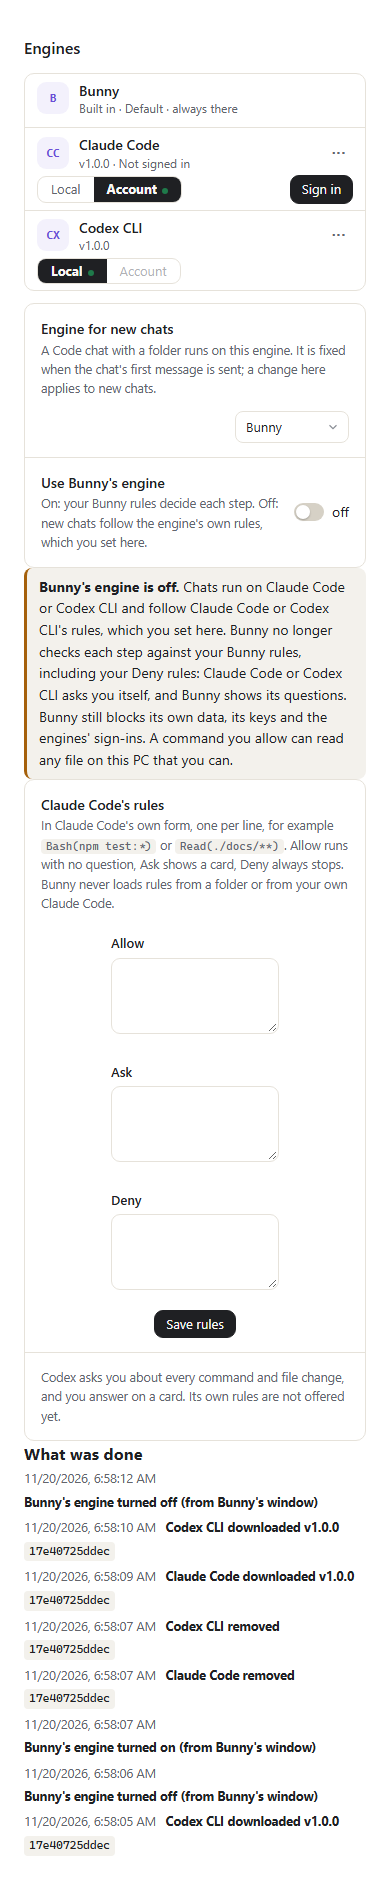 Engines
B
Bunny
Built in · Default · always there
CC
Claude Code
v1.0.0 · Not signed in
Local
Account
Sign in
CX
Codex CLI
v1.0.0
Local
Account
Engine for new chats
A Code chat with a folder runs on this engine. It is fixed
when the chat's first message is sent; a change here
applies to new chats.
Bunny
Use Bunny's engine
On: your Bunny rules decide each step. Off:
new chats follow the engine's own rules,
which you set here.
off
Bunny's engine is off. Chats run on Claude Code
or Codex CLI and follow Claude Code or Codex
CLI's rules, which you set here. Bunny no longer
checks each step against your Bunny rules,
including your Deny rules: Claude Code or Codex
CLI asks you itself, and Bunny shows its questions.
Bunny still blocks its own data, its keys and the
engines' sign-ins. A command you allow can read
any file on this PC that you can.
Claude Code's rules
In Claude Code's own form, one per line, for example
Bash(npm test:*) or Read(./docs/**). Allow runs
with no question, Ask shows a card, Deny always stops.
Bunny never loads rules from a folder or from your own
Claude Code.
Allow
Ask
Deny
Save rules
Codex asks you about every command and file change,
and you answer on a card. Its own rules are not offered
yet.
What was done
11/20/2026, 6:58:12 AM
Bunny's engine turned off (from Bunny's window)
11/20/2026, 6:58:10 AM Codex CLI downloaded v1.0.0
17e40725ddec
11/20/2026, 6:58:09 AM Claude Code downloaded v1.0.0
17e40725ddec
11/20/2026, 6:58:07 AM Codex CLI removed
17e40725ddec
11/20/2026, 6:58:07 AM Claude Code removed
17e40725ddec
11/20/2026, 6:58:07 AM
Bunny's engine turned on (from Bunny's window)
11/20/2026, 6:58:06 AM
Bunny's engine turned off (from Bunny's window)
11/20/2026, 6:58:05 AM Codex CLI downloaded v1.0.0
17e40725ddec